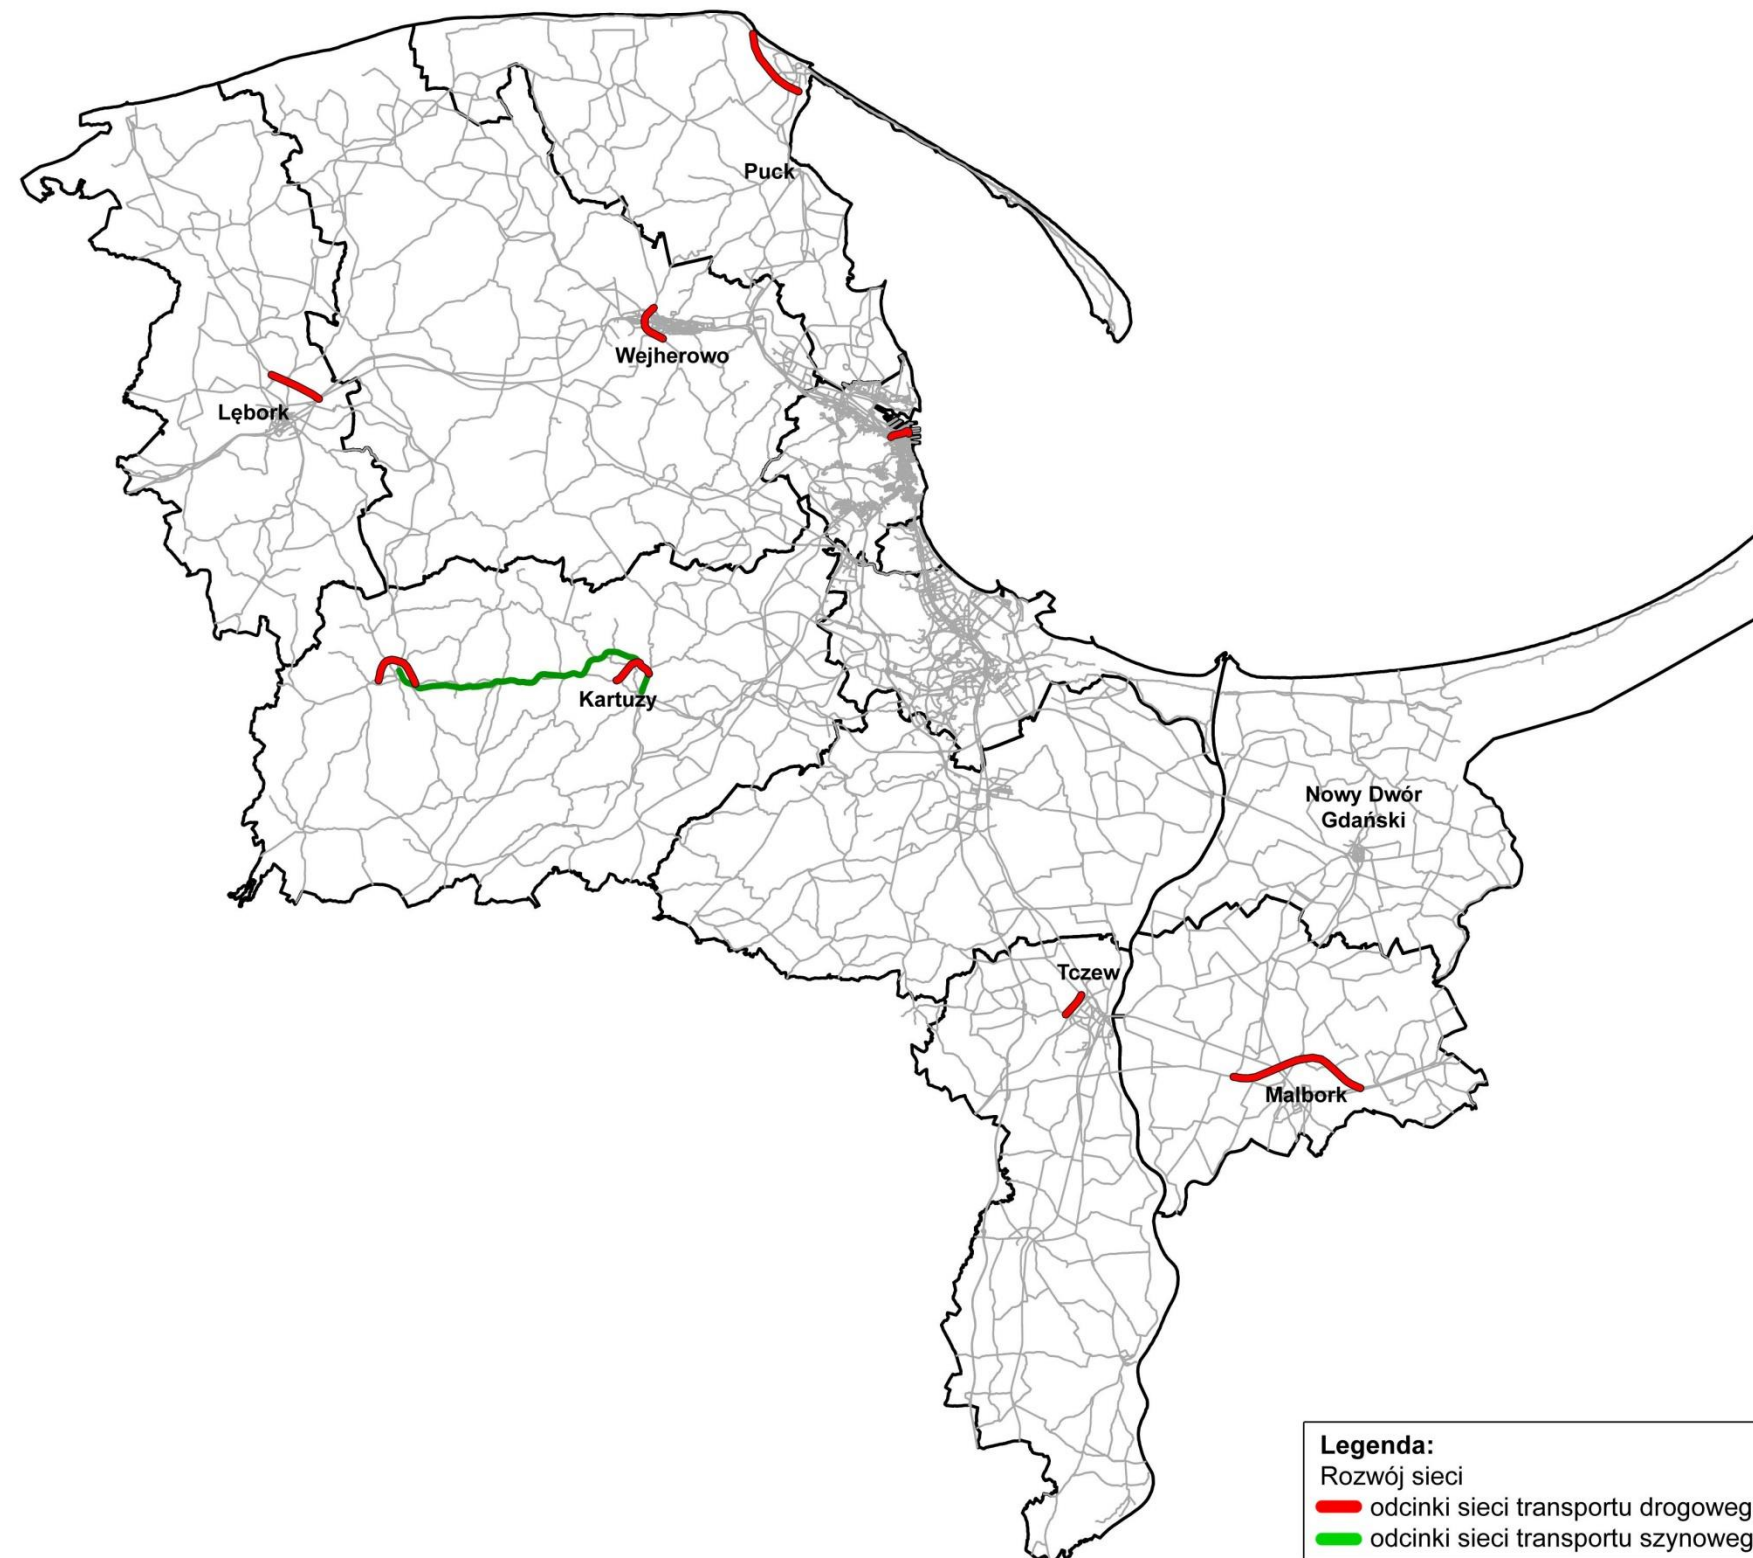 Puck
Wejherowo
Lębork
Kartuzy
Nowy Dwór
Gdański
Tczew
Malbork
Legenda:
Rozwój sieci
odcinki sieci transportu drogoweg
odcinki sieci transportu szynoweg